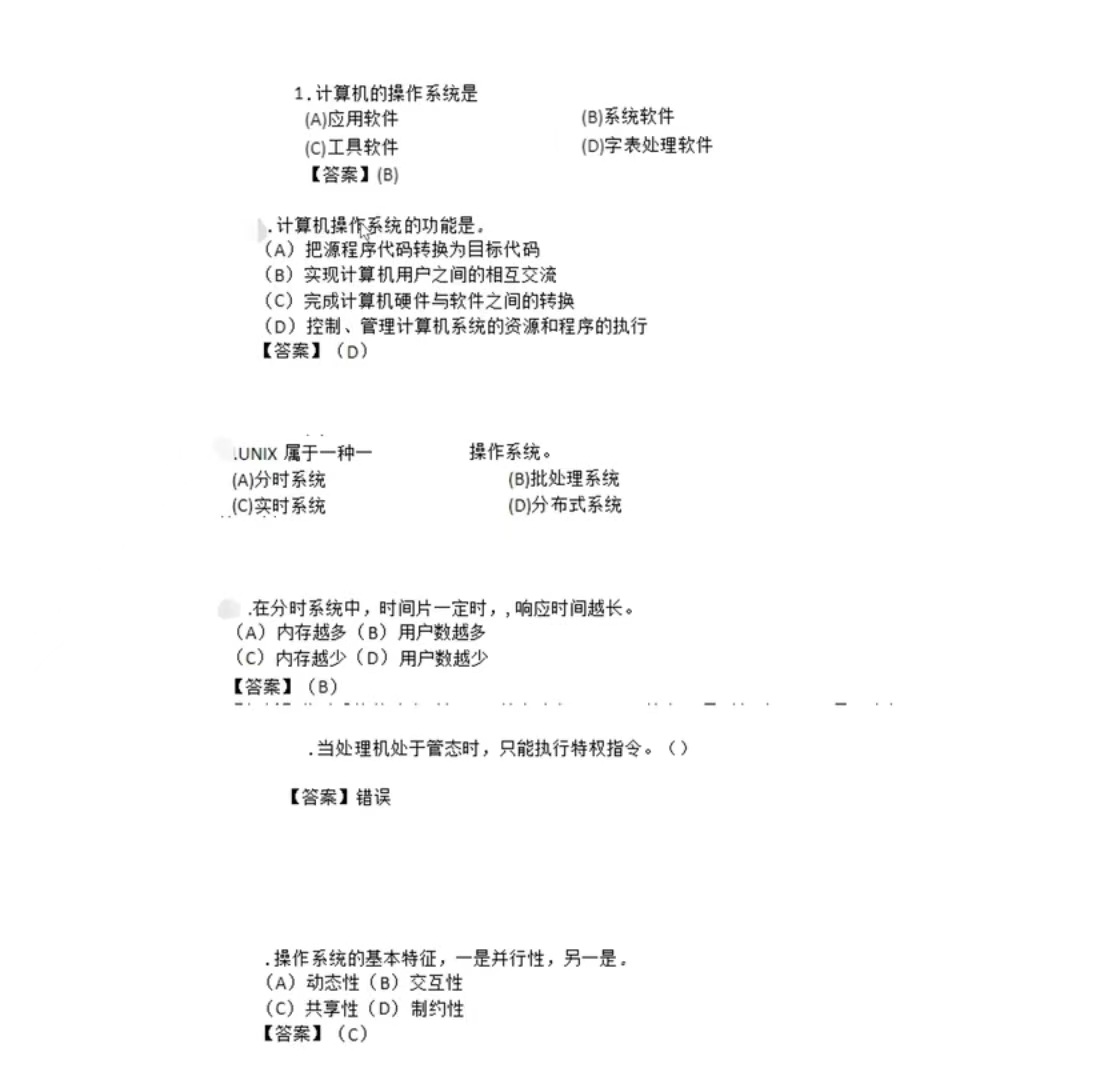 1.计算机的操作系统是
(A)应用软件 (B)系统软件
(C)工具软件 (D)字表处理软件
【答案】(B)
.计算机操作系统的功能是。
（A）把源程序代码转换为目标代码
（B）实现计算机用户之间的相互交流
（C）完成计算机硬件与软件之间的转换
（D）控制、管理计算机系统的资源和程序的执行
【答案】（D）
.UNIX 属于一种一 操作系统。
(A)分时系统 (B)批处理系统
(C)实时系统 (D)分布式系统
.在分时系统中，时间片一定时，,响应时间越长。
（A）内存越多（B）用户数越多
（C）内存越少（D）用户数越少
【答案】（B）
.当处理机处于管态时，只能执行特权指令。（）
【答案】错误
.操作系统的基本特征，一是并行性，另一是。
（A）动态性（B）交互性
（C）共享性（D）制约性
【答案】（C）